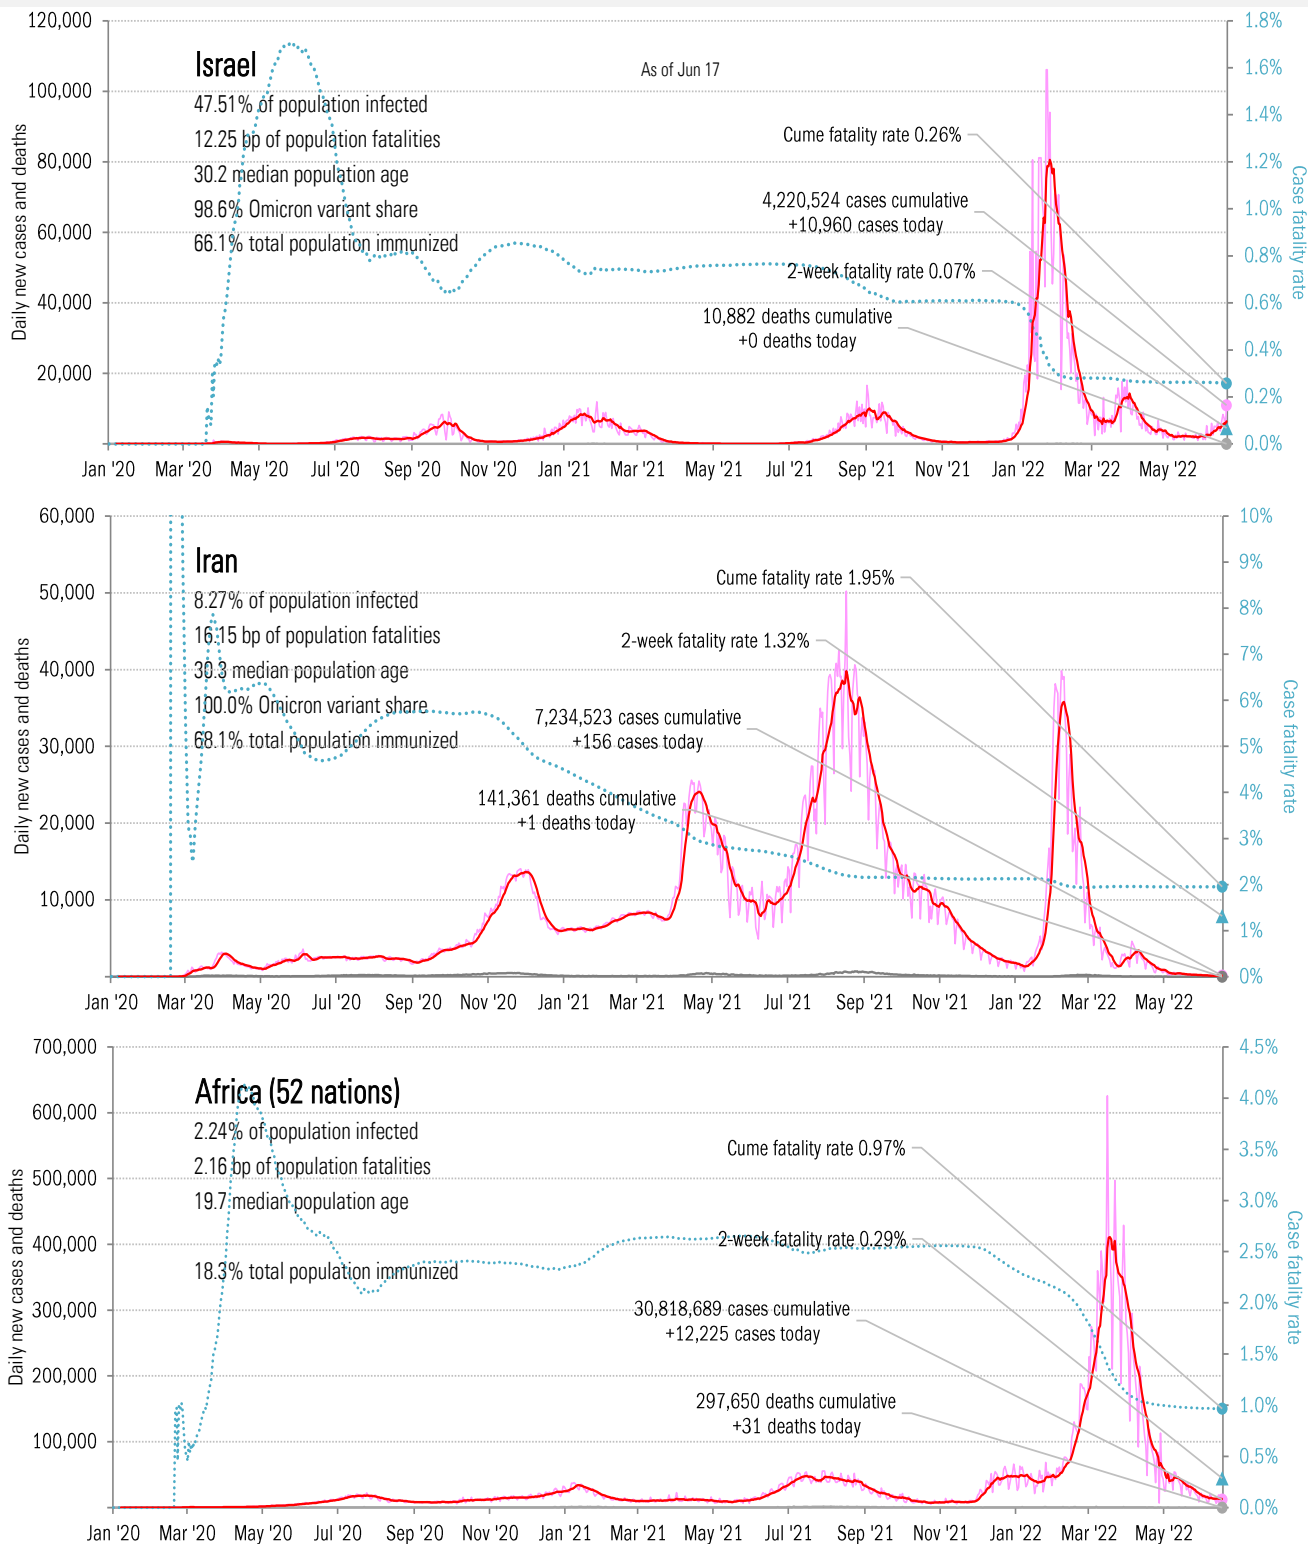 120,000
1.8%
Israel
As of Jun 17
1.6%
47.51% of population infected
100,000
1.4%
12.25 bp of population fatalities
Cume fatality rate 0.26%
80,000
1.2%
30.2 median population age
98.6% Omicron variant share
4,220,524 cases cumulative
+10,960 cases today
1.0%
60,000
66.1% total population immunized
0.8%
2-week fatality rate 0.07%
40,000
0.6%
10,882 deaths cumulative
+0 deaths today
0.4%
20,000
0.2%
0.0%
Daily new cases and deaths
Case fatality rate
Jan '20 Mar '20 May '20 Jul '20 Sep '20 Nov '20 Jan '21 Mar '21 May '21 Jul '21 Sep '21 Nov '21 Jan '22 Mar '22 May '22
60,000
10%
Iran
9%
Cume fatality rate 1.95%
50,000
8.27% of population infected
8%
16.15 bp of population fatalities
2-week fatality rate 1.32%
7%
40,000
30.3 median population age
6%
100.0% Omicron variant share
7,234,523 cases cumulative
+156 cases today
30,000
68.1% total population immunized
5%
4%
141,361 deaths cumulative
+1 deaths today
20,000
3%
2%
10,000
1%
0%
Daily new cases and deaths
Case fatality rate
Jan '20 Mar '20 May '20 Jul '20 Sep '20 Nov '20 Jan '21 Mar '21 May '21 Jul '21 Sep '21 Nov '21 Jan '22 Mar '22 May '22
700,000
4.5%
Africa (52 nations)
4.0%
600,000
2.24% of population infected
Cume fatality rate 0.97%
3.5%
2.16 bp of population fatalities
500,000
19.7 median population age
3.0%
400,000
2-week fatality rate 0.29%
2.5%
18.3% total population immunized
300,000
30,818,689 cases cumulative
+12,225 cases today
2.0%
200,000
1.5%
297,650 deaths cumulative
+31 deaths today
1.0%
100,000
0.5%
0.0%
Daily new cases and deaths
Case fatality rate
Jan '20 Mar '20 May '20 Jul '20 Sep '20 Nov '20 Jan '21 Mar '21 May '21 Jul '21 Sep '21 Nov '21 Jan '22 Mar '22 May '22